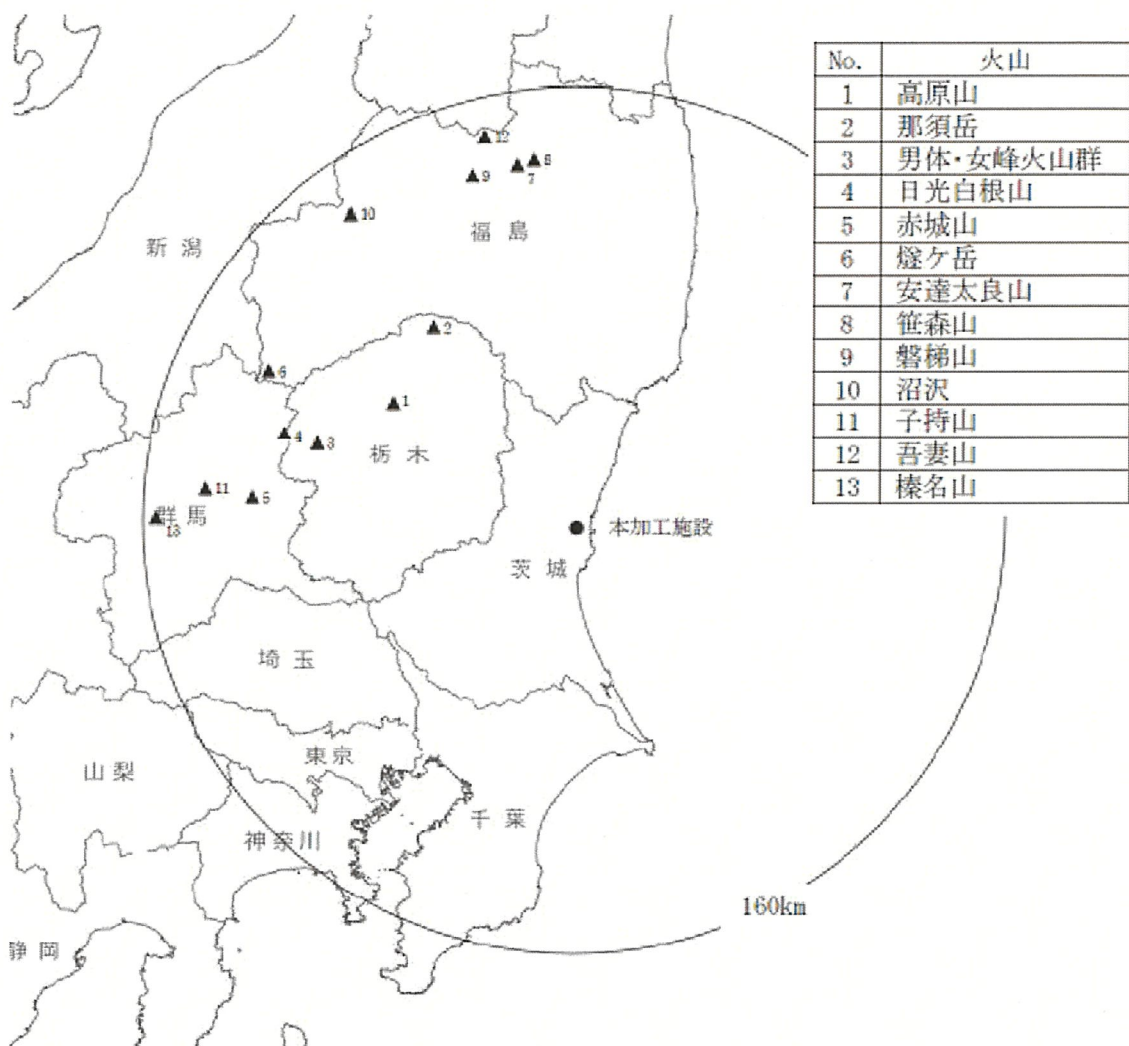 No. 火山
1 高原山
2 那須岳
3 男体・女峰火山群
4 日光白根山
5 赤城山
6 燧ケ岳
7 安達太良山
8 笹森山
9 磐梯山
10 沼沢
11 子持山
12 吾妻山
13 榛名山
12
8
7
9
10
福島
新潟
2
6
1
4
3
栃木
11
5
群馬
13
本加工施設
茨城
埼玉
東京
山梨
千葉
神奈川
160km
静岡